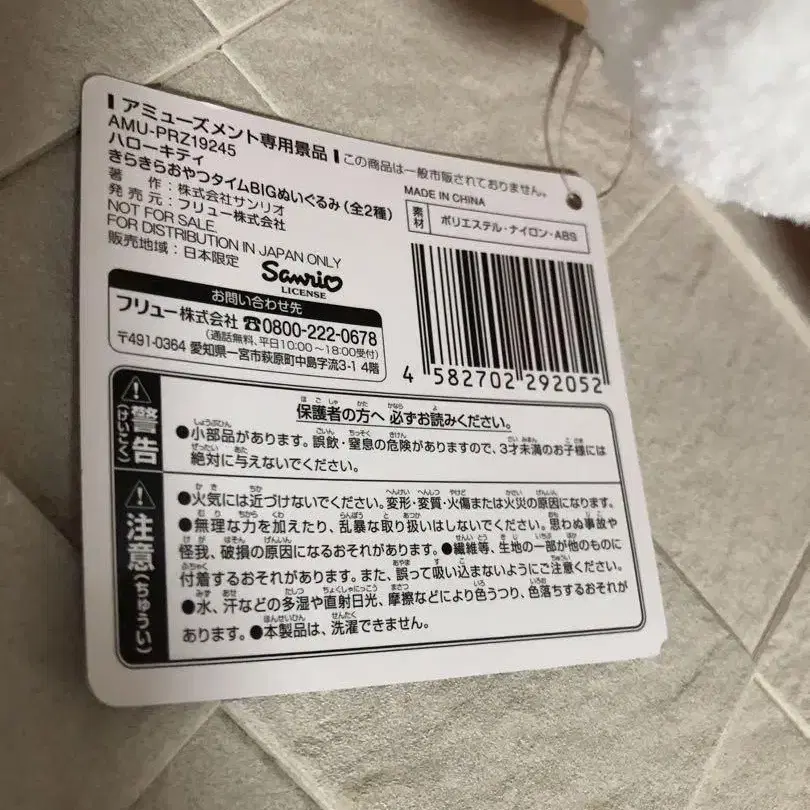 アミューズメント専用景品 この商品は一般市販されておりません。
AMU-PRZ19245
ハローキティ
きらきらおやつタイムBIGぬいぐるみ(全2種)
著 作:株式会社サンリオ
発 売 元:フリュー株式会社
NOT FOR SALE.
FOR DISTRIBUTION IN JAPAN ONLY
販売地域:日本限定
Sanrio
LICENSE
MADE IN CHINA
素材 ポリエステル・ナイロン・ABS
お問い合わせ先
フリュー株式会社 ☎0800-222-0678
(通話無料、平日10:00~18:00受付)
〒491-0364 愛知県一宮市萩原町中島字流3-1 4階
4 582702 292052
警告
(けいこく)
保護者の方へ 必ずお読みください。
●小部品があります。誤飲・窒息の危険がありますので、3才未満のお子様には
絶対に与えないでください。
注意
(ちゅうい)
●火気には近づけないでください。変形・変質・火傷または火災の原因になります。
●無理な力を加えたり、乱暴な取り扱いはしないでください。思わぬ事故や
怪我、破損の原因になるおそれがあります。●繊維等、生地の一部が他のものに
付着するおそれがあります。また、誤って吸い込まないようにご注意ください。
●水、汗などの多湿や直射日光、摩擦などにより色うつり、色落ちするおそれが
あります。●本製品は、洗濯できません。